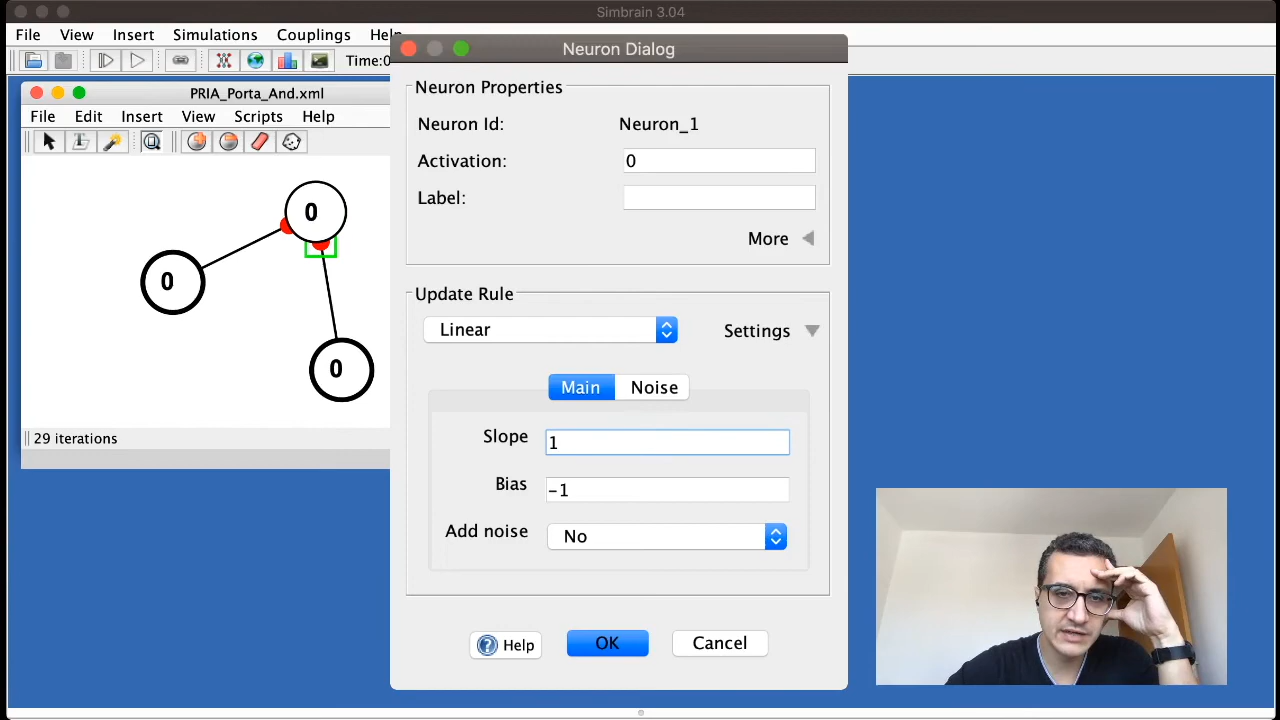 Simbrain 3.04
File View Insert Simulations Couplings Help
Time:0
PRIA_Porta_And.xml
File Edit Insert View Scripts Help
0
0
0
29 iterations
Neuron Dialog
Neuron Properties
Neuron Id: Neuron_1
Activation: 0
Label:
More
Update Rule
Linear Settings
Main Noise
Slope 1
Bias -1
Add noise No
Help OK Cancel